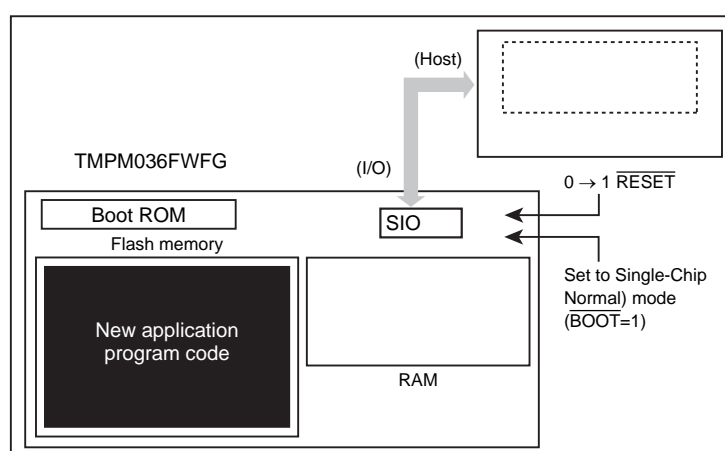 (Host)
TMPM036FWFG
(I/O)
0 → 1 RESET
Boot ROM
SIO
Flash memory
Set to Single-Chip
Normal) mode
(BOOT=1)
New application
program code
RAM